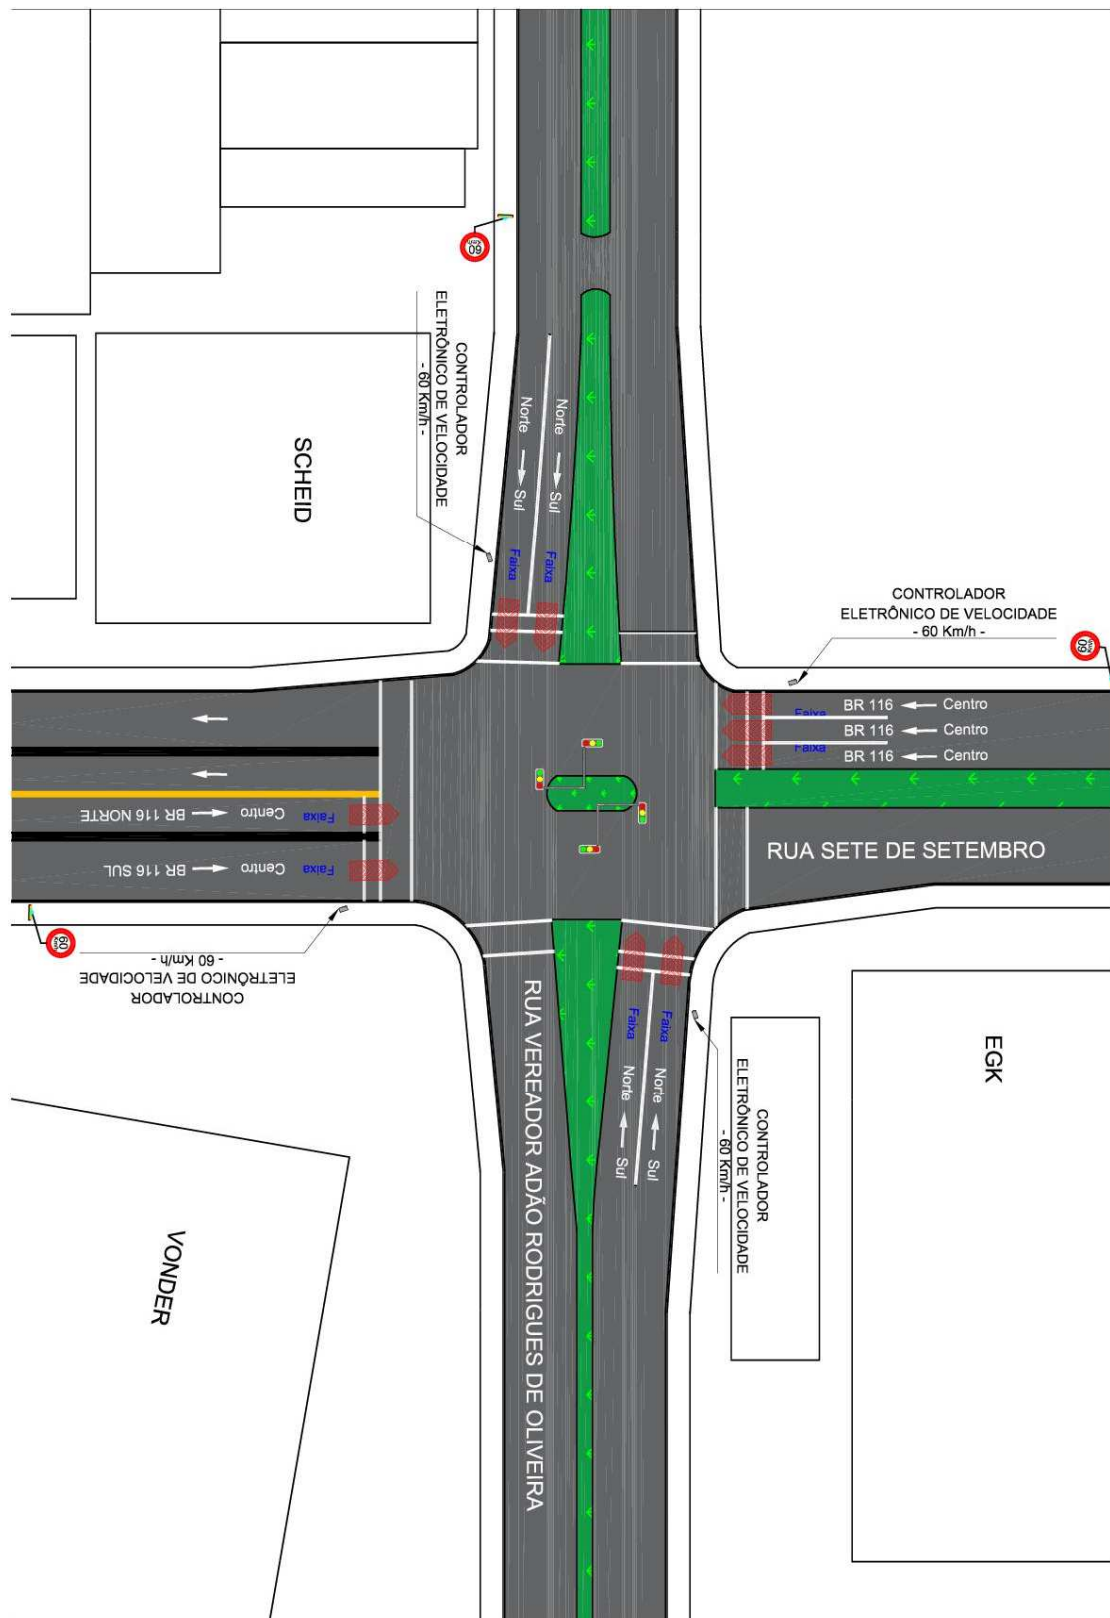 60
km/h
CONTROLADOR
ELETRÔNICO DE VELOCIDADE
- 60 Km/h -
SCHEID
Norte Sul
Norte Sul
Faixa
Faixa
CONTROLADOR
ELETRÔNICO DE VELOCIDADE
- 60 Km/h -
60
km/h
BR 116 Centro
Faixa
BR 116 Centro
Faixa
BR 116 Centro
BR 116 NORTE Centro Faixa
BR 116 SUL Centro Faixa
RUA SETE DE SETEMBRO
60
km/h
CONTROLADOR
ELETRÔNICO DE VELOCIDADE
- 60 Km/h -
RUA VEREADOR ADÃO RODRIGUES DE OLIVEIRA
Faixa
Faixa
Norte Sul
Norte Sul
CONTROLADOR
ELETRÔNICO DE VELOCIDADE
- 60 Km/h -
EGK
VONDER